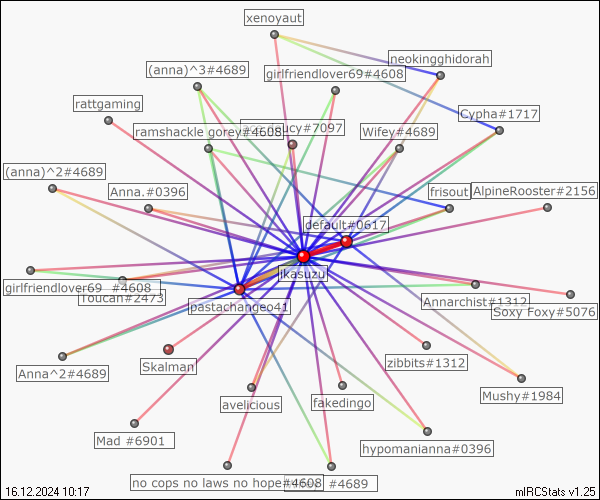 xenoyaut
neokingghidorah
(anna)^3#4689
girlfriendlover69#4608
rattgaming
Cypha#1717
ramshackle gorey#4608
#7097
Wifey#4689
(anna)^2#4689
Anna.#0396
frisout
AlpineRooster#2156
default#0617
ikasuzu
girlfriendlover69 #4608
Toucan#2473
pastachangeo41
Annarchist#1312
Soxy Foxy#5076
Skalman
zibbits#1312
Anna^2#4689
Mushy#1984
avelicious
fakedingo
Mad #6901
hypomanianna#0396
no cops no laws no hope#4608
#4689
16.12.2024 10:17
mIRCStats v1.25